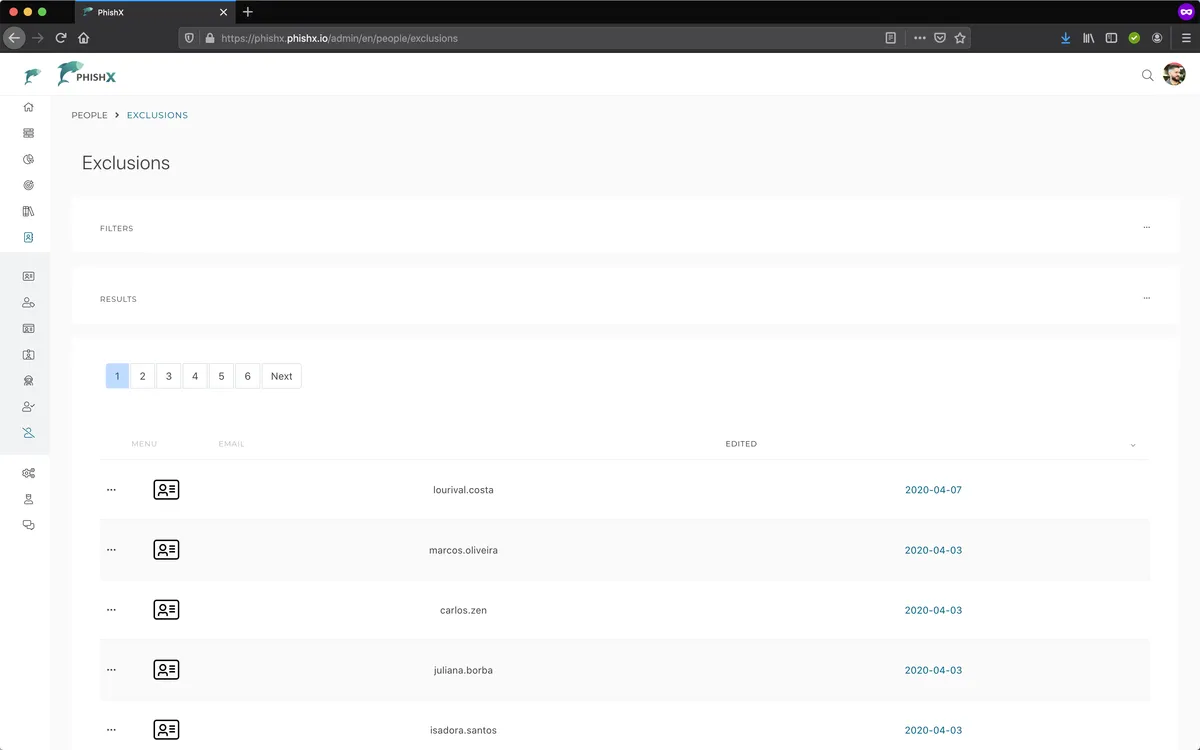 PhishX
https://phishx.phishx.io/admin/en/people/exclusions
PHISHX
PEOPLE > EXCLUSIONS
Exclusions
FILTERS
RESULTS
1 2 3 4 5 6 Next
MENU EMAIL EDITED
lourival.costa 2020-04-07
marcos.oliveira 2020-04-03
carlos.zen 2020-04-03
juliana.borba 2020-04-03
isadora.santos 2020-04-03